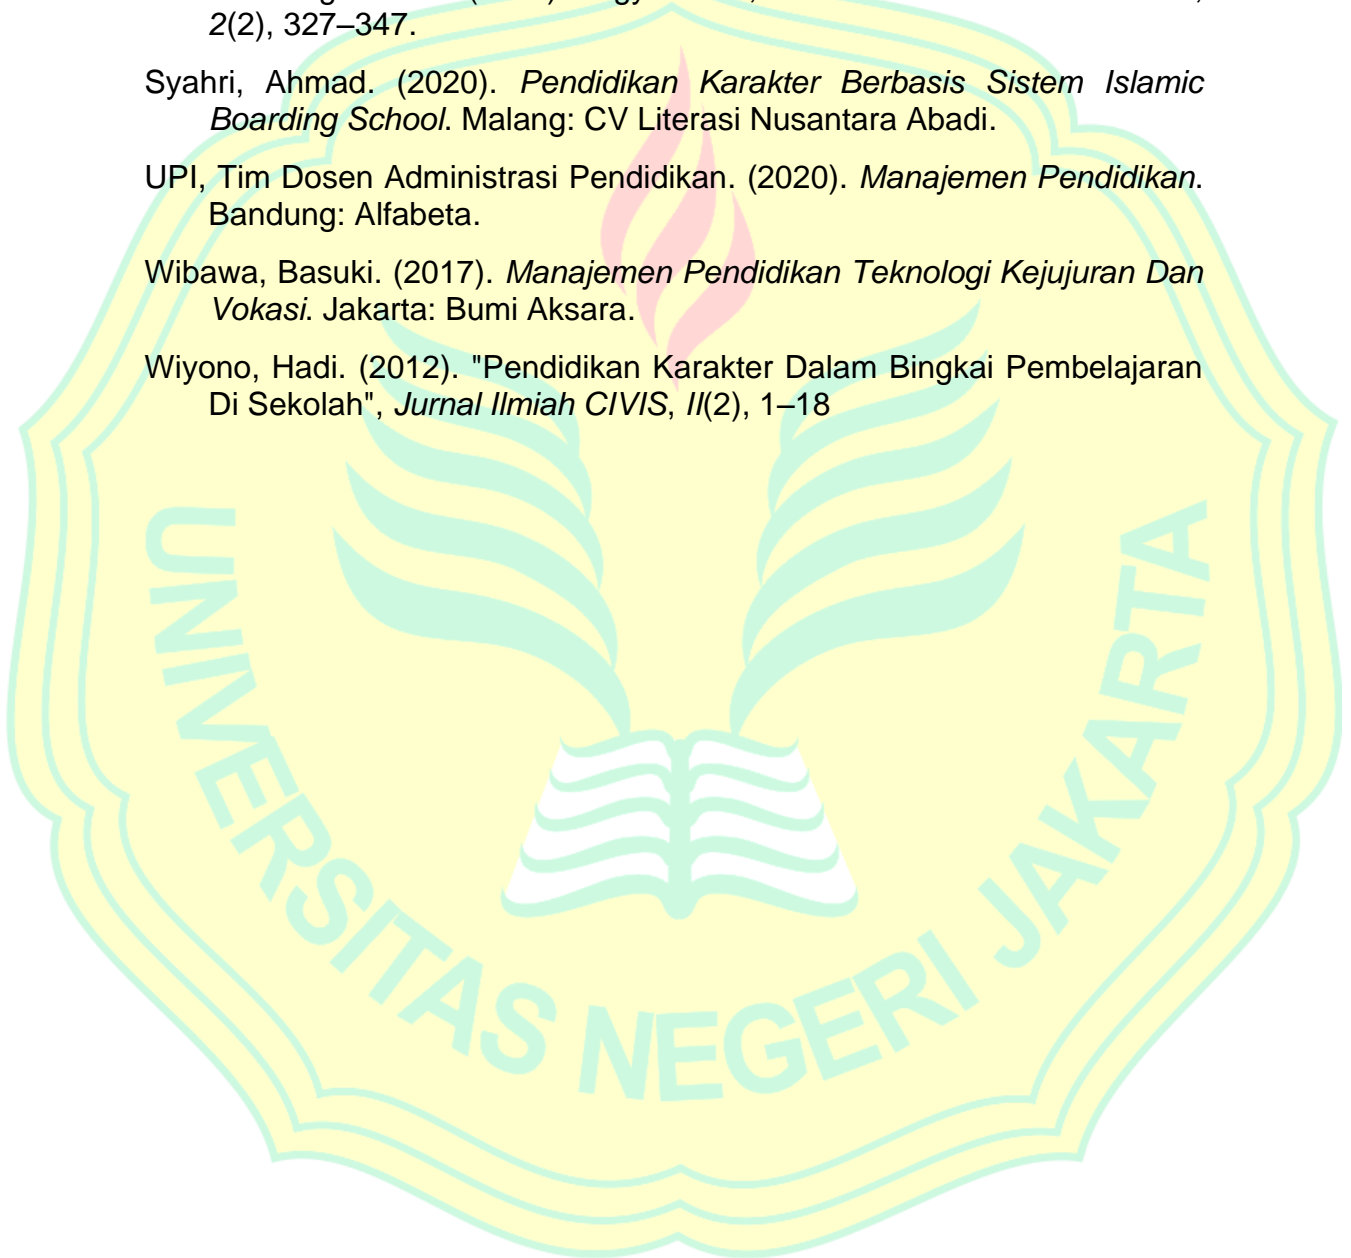 2(2), 327–347.
Syahri, Ahmad. (2020). Pendidikan Karakter Berbasis Sistem Islamic
Boarding School. Malang: CV Literasi Nusantara Abadi.
UPI, Tim Dosen Administrasi Pendidikan. (2020). Manajemen Pendidikan.
Bandung: Alfabeta.
Wibawa, Basuki. (2017). Manajemen Pendidikan Teknologi Kejujuran Dan
Vokasi. Jakarta: Bumi Aksara.
Wiyono, Hadi. (2012). "Pendidikan Karakter Dalam Bingkai Pembelajaran
Di Sekolah", Jurnal Ilmiah CIVIS, II(2), 1–18
UNIVERSITAS NEGERI JAKARTA